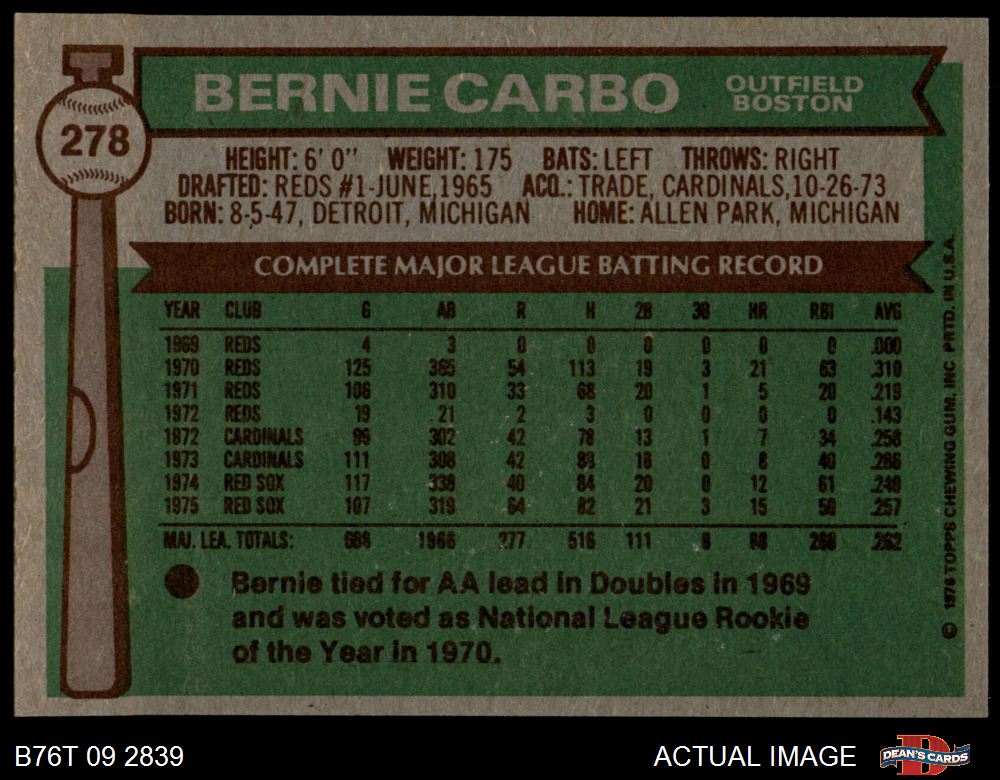 BERNIE CARBO OUTFIELD
BOSTON
278
HEIGHT: 6' 0" WEIGHT: 175 BATS: LEFT THROWS: RIGHT
DRAFTED: REDS #1-JUNE, 1965 ACQ.: TRADE, CARDINALS, 10-26-73
BORN: 8-5-47, DETROIT, MICHIGAN HOME: ALLEN PARK, MICHIGAN
COMPLETE MAJOR LEAGUE BATTING RECORD
YEAR CLUB G AB R H 2B 3B HR RBI AVG
1969 REDS 4 3 0 0 0 0 0 0 .000
1970 REDS 125 365 54 113 19 3 21 63 .310
1971 REDS 106 310 33 68 20 1 5 20 .219
1972 REDS 19 21 2 3 0 0 0 0 .143
1972 CARDINALS 99 302 42 78 13 1 7 34 .258
1973 CARDINALS 111 308 42 88 18 0 8 40 .286
1974 RED SOX 117 338 40 84 20 0 12 61 .249
1975 RED SOX 107 319 64 82 21 3 15 50 .257
MAJ. LEA. TOTALS: 688 1966 277 516 111 8 68 268 .262
Bernie tied for AA lead in Doubles in 1969
and was voted as National League Rookie
of the Year in 1970.
© 1976 TOPPS CHEWING GUM, INC. PRTD. IN U.S.A.
B76T 09 2839 ACTUAL IMAGE DEAN'S CARDS